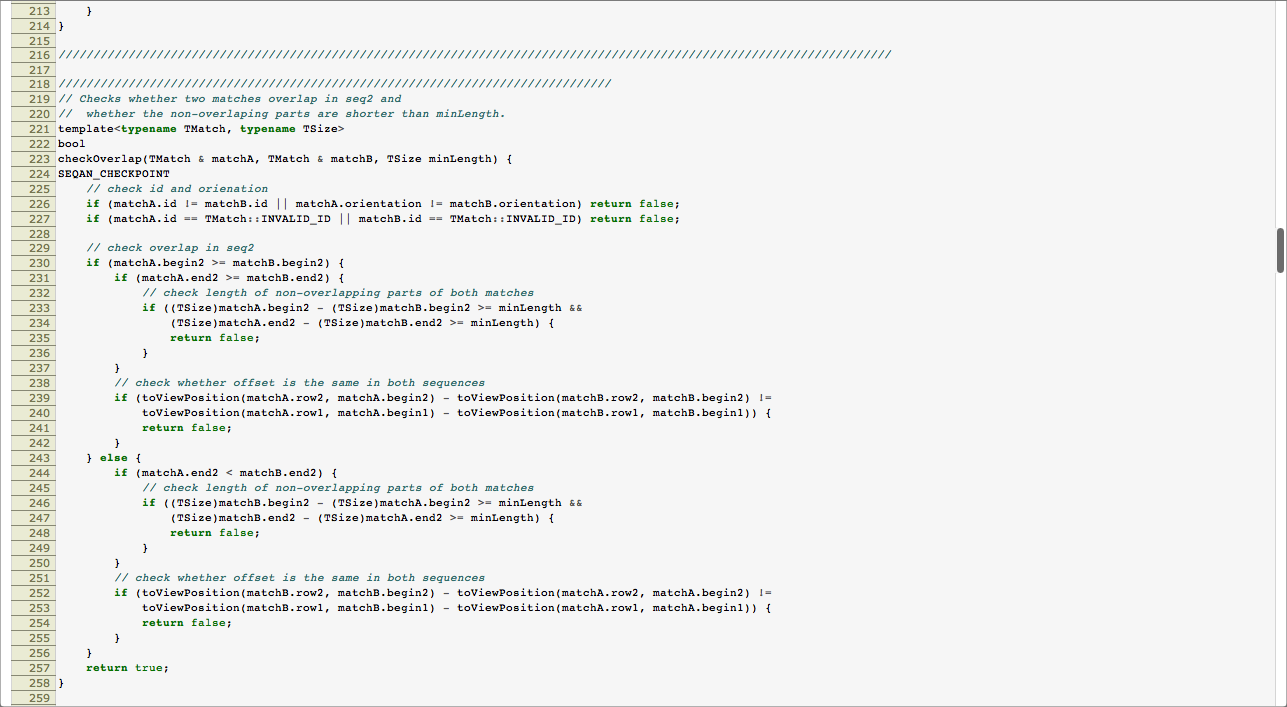 213         }
214 }
215
216 ///////////////////////////////////////////////////////////////////////////////////////////////////////////////////////
217
218 ///////////////////////////////////////////////////////////////////////////////
219 // Checks whether two matches overlap in seq2 and
220 //  whether the non-overlaping parts are shorter than minLength.
221 template<typename TMatch, typename TSize>
222 bool
223 checkOverlap(TMatch & matchA, TMatch & matchB, TSize minLength) {
224 SEQAN_CHECKPOINT
225     // check id and orienation
226     if (matchA.id != matchB.id || matchA.orientation != matchB.orientation) return false;
227     if (matchA.id == TMatch::INVALID_ID || matchB.id == TMatch::INVALID_ID) return false;
228
229     // check overlap in seq2
230     if (matchA.begin2 >= matchB.begin2) {
231         if (matchA.end2 >= matchB.end2) {
232             // check length of non-overlapping parts of both matches
233             if ((TSize)matchA.begin2 - (TSize)matchB.begin2 >= minLength &&
234                 (TSize)matchA.end2 - (TSize)matchB.end2 >= minLength) {
235                 return false;
236             }
237         }
238         // check whether offset is the same in both sequences
239         if (toViewPosition(matchA.row2, matchA.begin2) - toViewPosition(matchB.row2, matchB.begin2) !=
240             toViewPosition(matchA.row1, matchA.begin1) - toViewPosition(matchB.row1, matchB.begin1)) {
241             return false;
242         }
243     } else {
244         if (matchA.end2 < matchB.end2) {
245             // check length of non-overlapping parts of both matches
246             if ((TSize)matchB.begin2 - (TSize)matchA.begin2 >= minLength &&
247                 (TSize)matchB.end2 - (TSize)matchA.end2 >= minLength) {
248                 return false;
249             }
250         }
251         // check whether offset is the same in both sequences
252         if (toViewPosition(matchB.row2, matchB.begin2) - toViewPosition(matchA.row2, matchA.begin2) !=
253             toViewPosition(matchB.row1, matchB.begin1) - toViewPosition(matchA.row1, matchA.begin1)) {
254             return false;
255         }
256     }
257     return true;
258 }
259